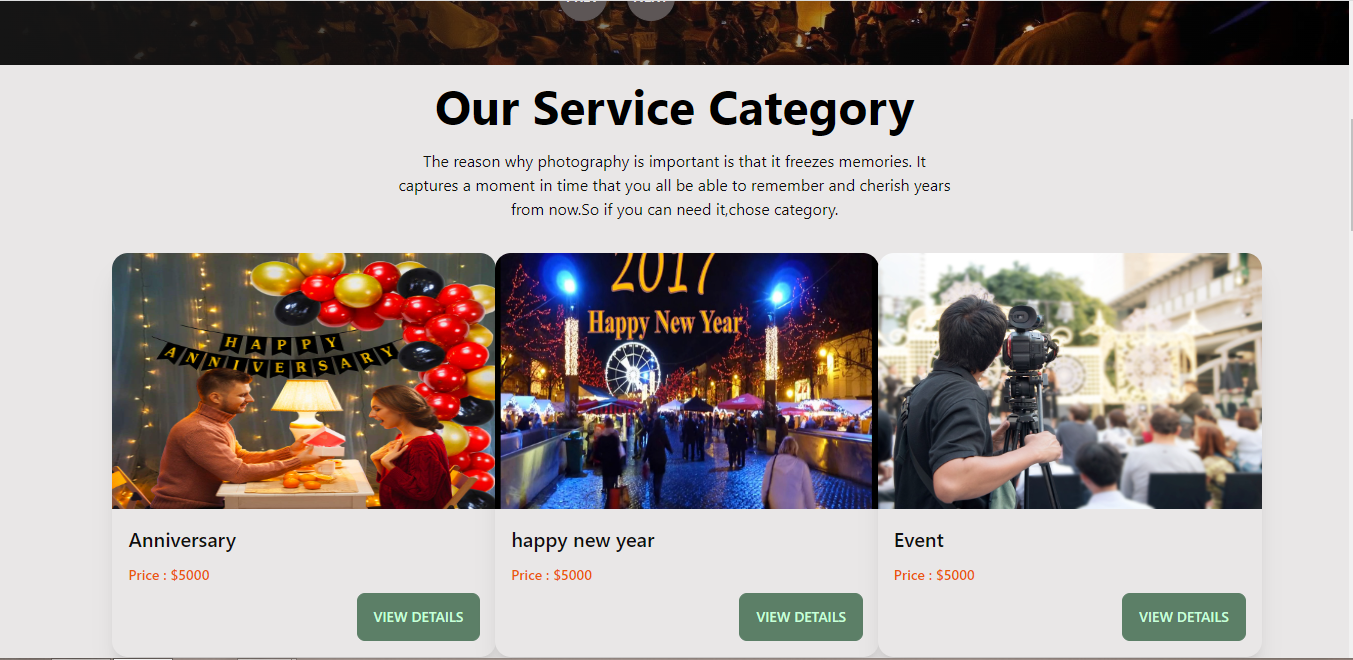 Our Service Category
The reason why photography is important is that it freezes memories. It
captures a moment in time that you all be able to remember and cherish years
from now.So if you can need it,chose category.
HAPPY
ANNIVERSARY
2017
Happy New Year
Anniversary
Price : $5000
VIEW DETAILS
happy new year
Price : $5000
VIEW DETAILS
Event
Price : $5000
VIEW DETAILS